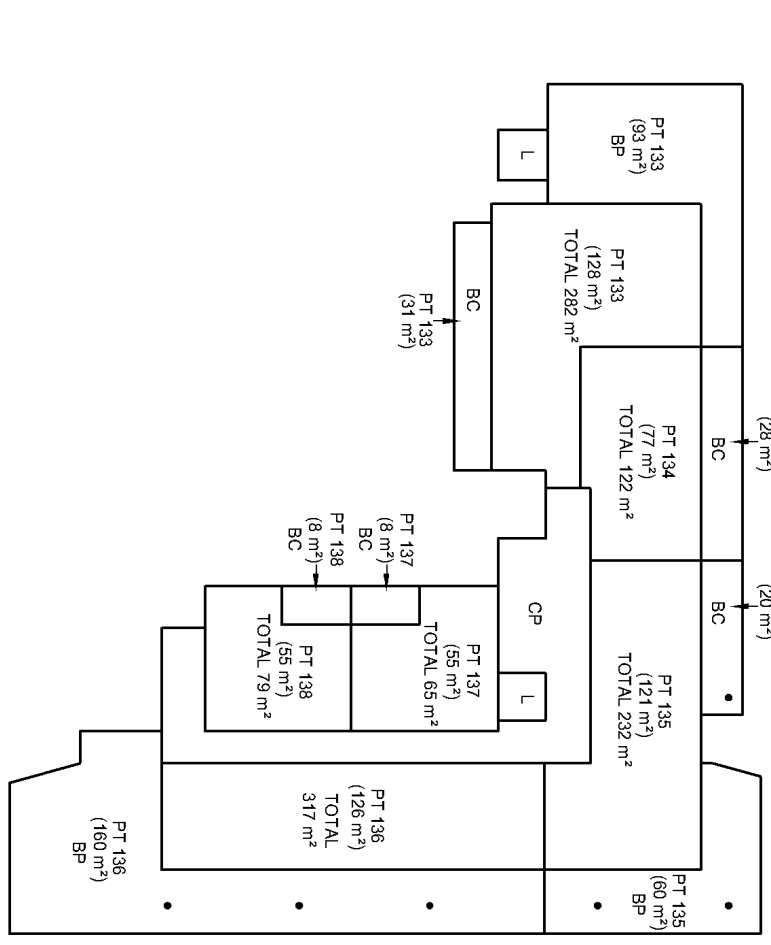 PT 133
(93 m²)
BP
L
PT 133
(128 m²)
TOTAL 282 m²
BC
PT 133
(31 m²)
(28 m²)
BC
PT 134
(77 m²)
TOTAL 122 m²
(20 m²)
BC
PT 135
(121 m²)
TOTAL 232 m²
CP
L
PT 137
(8 m²)
BC
PT 138
(8 m²)
BC
PT 137
(55 m²)
TOTAL 65 m²
PT 138
(55 m²)
TOTAL 79 m²
PT 136
(126 m²)
TOTAL
317 m²
PT 136
(160 m²)
BP
PT 135
(60 m²)
BP